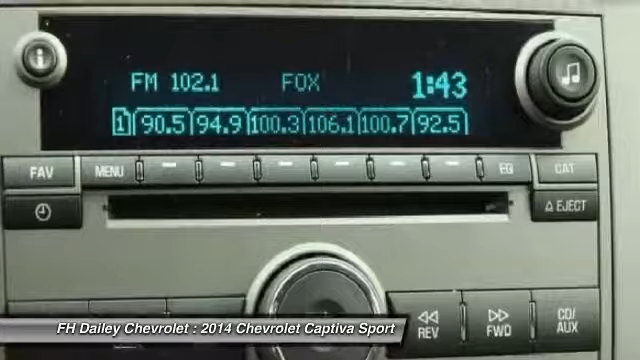 FM 102.1 FOX 1:43
1 90.5 94.9 100.3 106.1 100.7 92.5
FAV MENU EQ CAT
EJECT
REV FWD CD/
AUX
FH Dailey Chevrolet : 2014 Chevrolet Captiva Sport